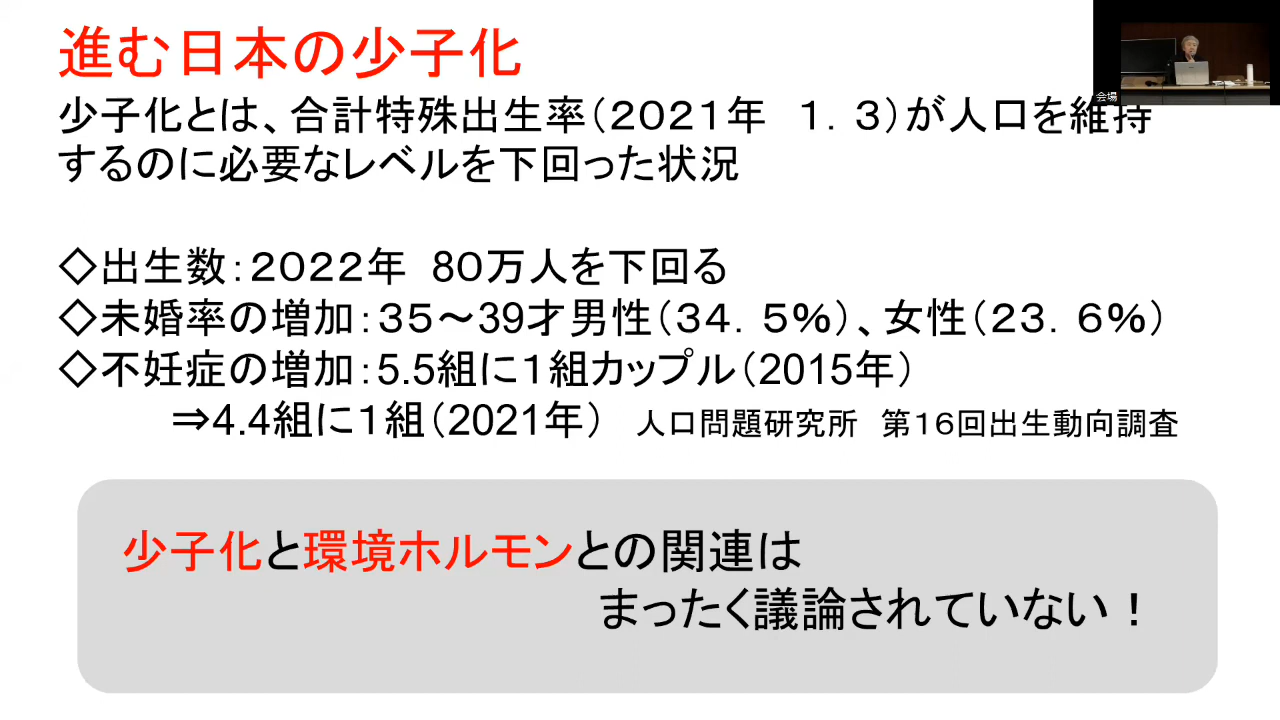 進む日本の少子化
会場
少子化とは、合計特殊出生率（２０２１年　１．３）が人口を維持
するのに必要なレベルを下回った状況
◇出生数：２０２２年　８０万人を下回る
◇未婚率の増加：３５～39才男性（３４．５％）、女性（２３．６％）
◇不妊症の増加：5.5組に１組カップル（2015年）
⇒4.4組に１組（2021年）　人口問題研究所　第１６回出生動向調査
少子化と環境ホルモンとの関連は
まったく議論されていない！